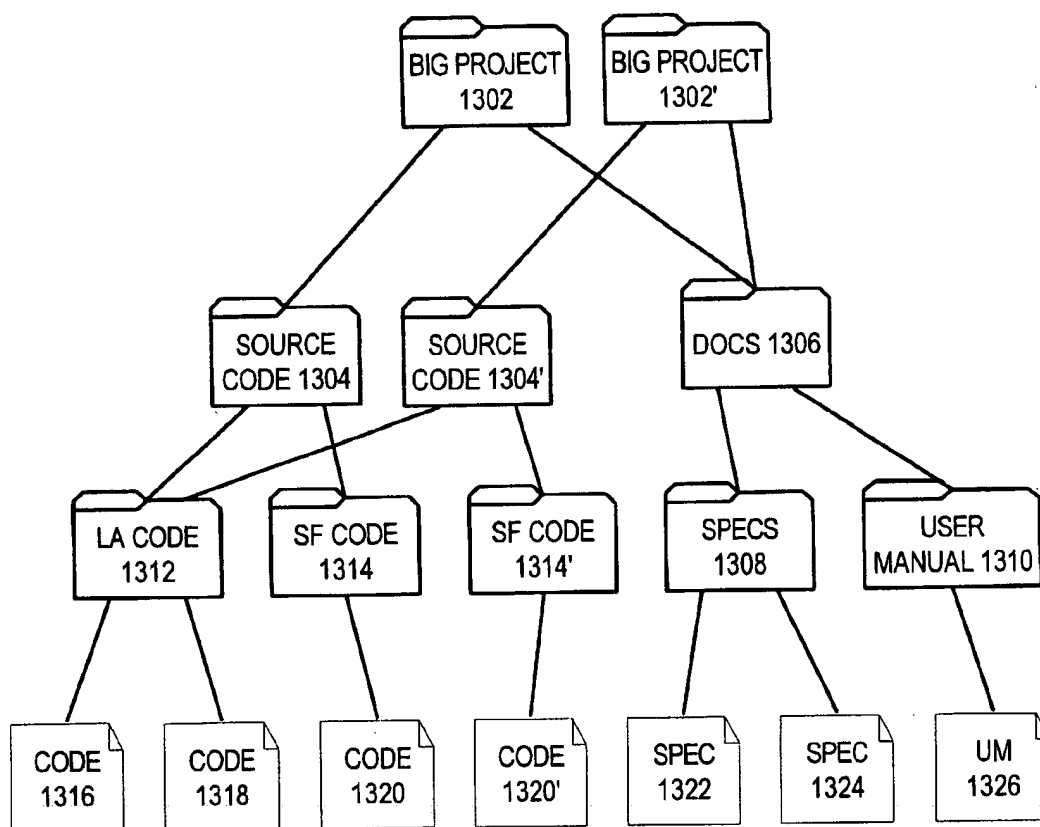 BIG PROJECT
1302
BIG PROJECT
1302'
SOURCE
CODE 1304
SOURCE
CODE 1304'
DOCS 1306
LA CODE
1312
SF CODE
1314
SF CODE
1314'
SPECS
1308
USER
MANUAL 1310
CODE
1316
CODE
1318
CODE
1320
CODE
1320'
SPEC
1322
SPEC
1324
UM
1326